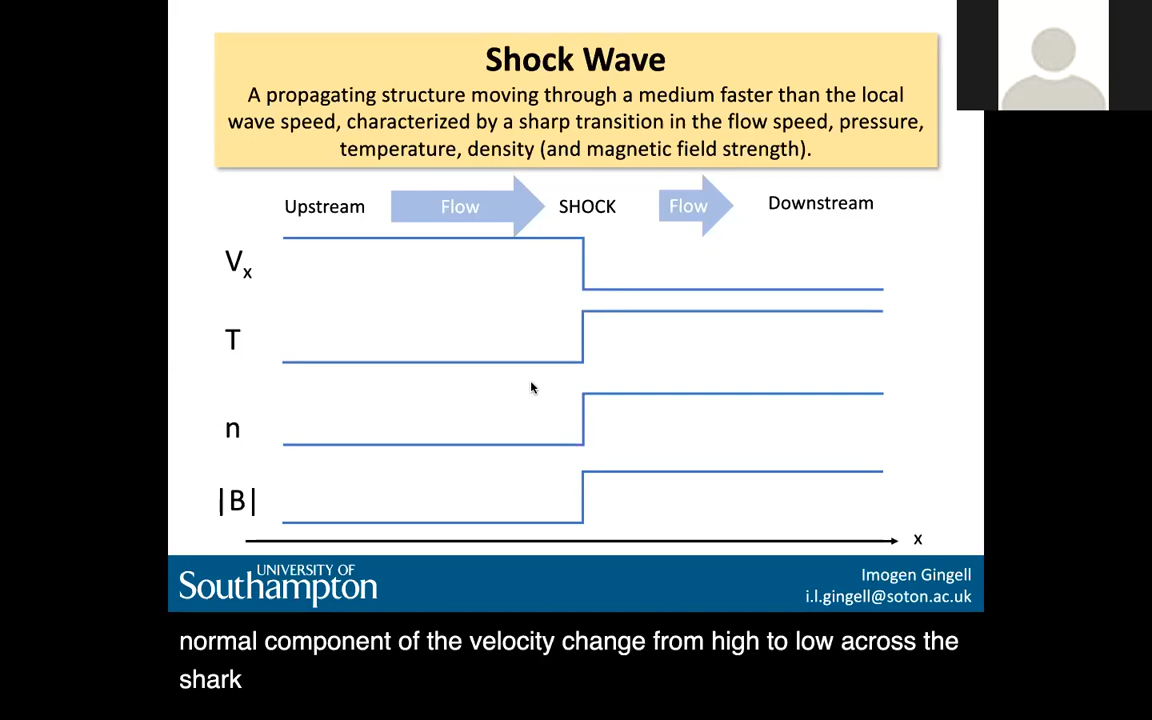 Shock Wave
A propagating structure moving through a medium faster than the local
wave speed, characterized by a sharp transition in the flow speed, pressure,
temperature, density (and magnetic field strength).
Upstream Flow SHOCK Flow Downstream
Vx
T
n
|B|
x
UNIVERSITY OF
Southampton
Imogen Gingell
i.l.gingell@soton.ac.uk
normal component of the velocity change from high to low across the
shark